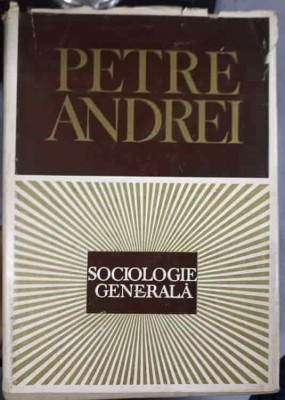 PETRE
ANDREI
SOCIOLOGIE
GENERALĂ